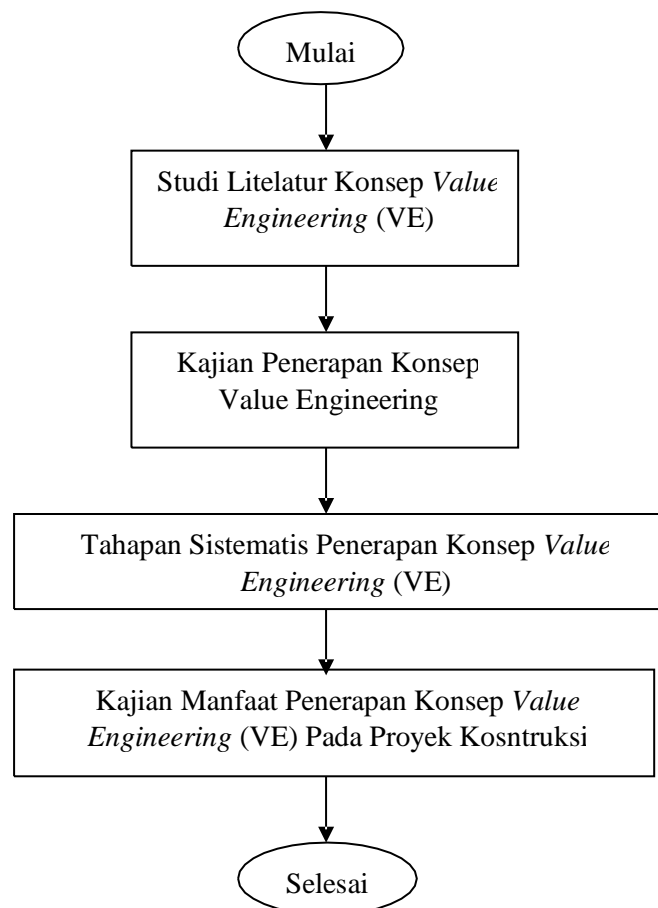 Mulai
Studi Litelatur Konsep Value
Engineering (VE)
Kajian Penerapan Konsep
Value Engineering
Tahapan Sistematis Penerapan Konsep Value
Engineering (VE)
Kajian Manfaat Penerapan Konsep Value
Engineering (VE) Pada Proyek Kosntruksi
Selesai